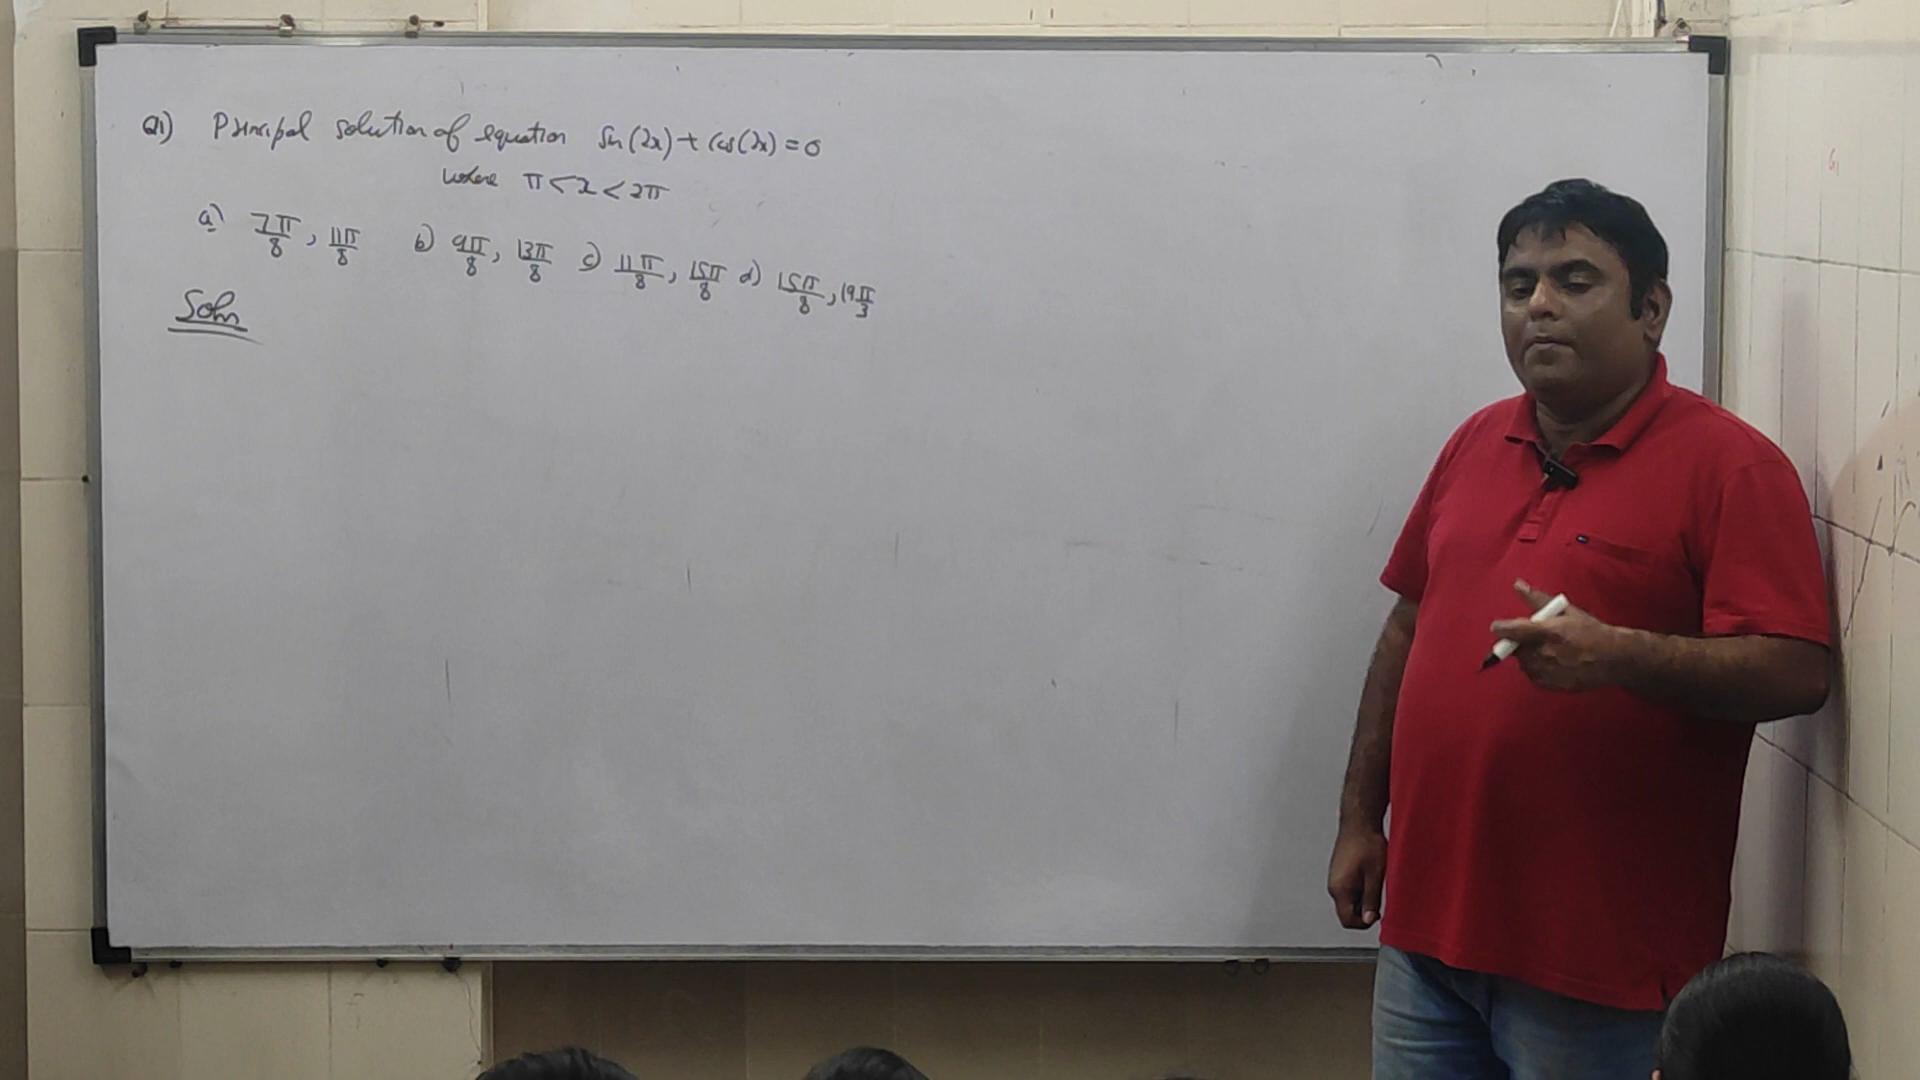 Q1) Principal solution of equation Sin(2x) + Cos(2x) = 0
where π < x < 2π
a) 7π/8, 11π/8 b) 9π/8, 13π/8 c) 11π/8, 15π/8 d) 15π/8, 19π/3
Soln